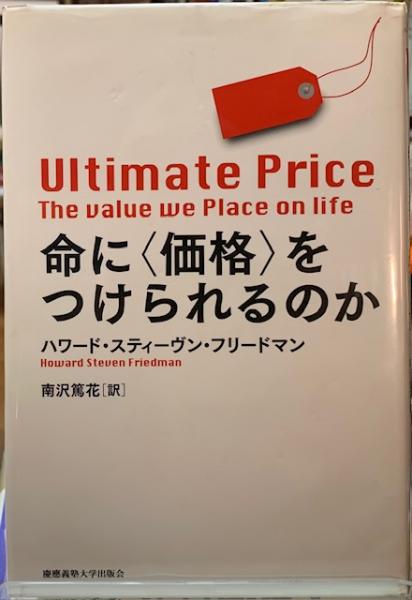 Ultimate Price
The value we Place on life
命に〈価格〉を
つけられるのか
ハワード・スティーヴン・フリードマン
Howard Steven Friedman
南沢篤花[訳]
慶應義塾大学出版会